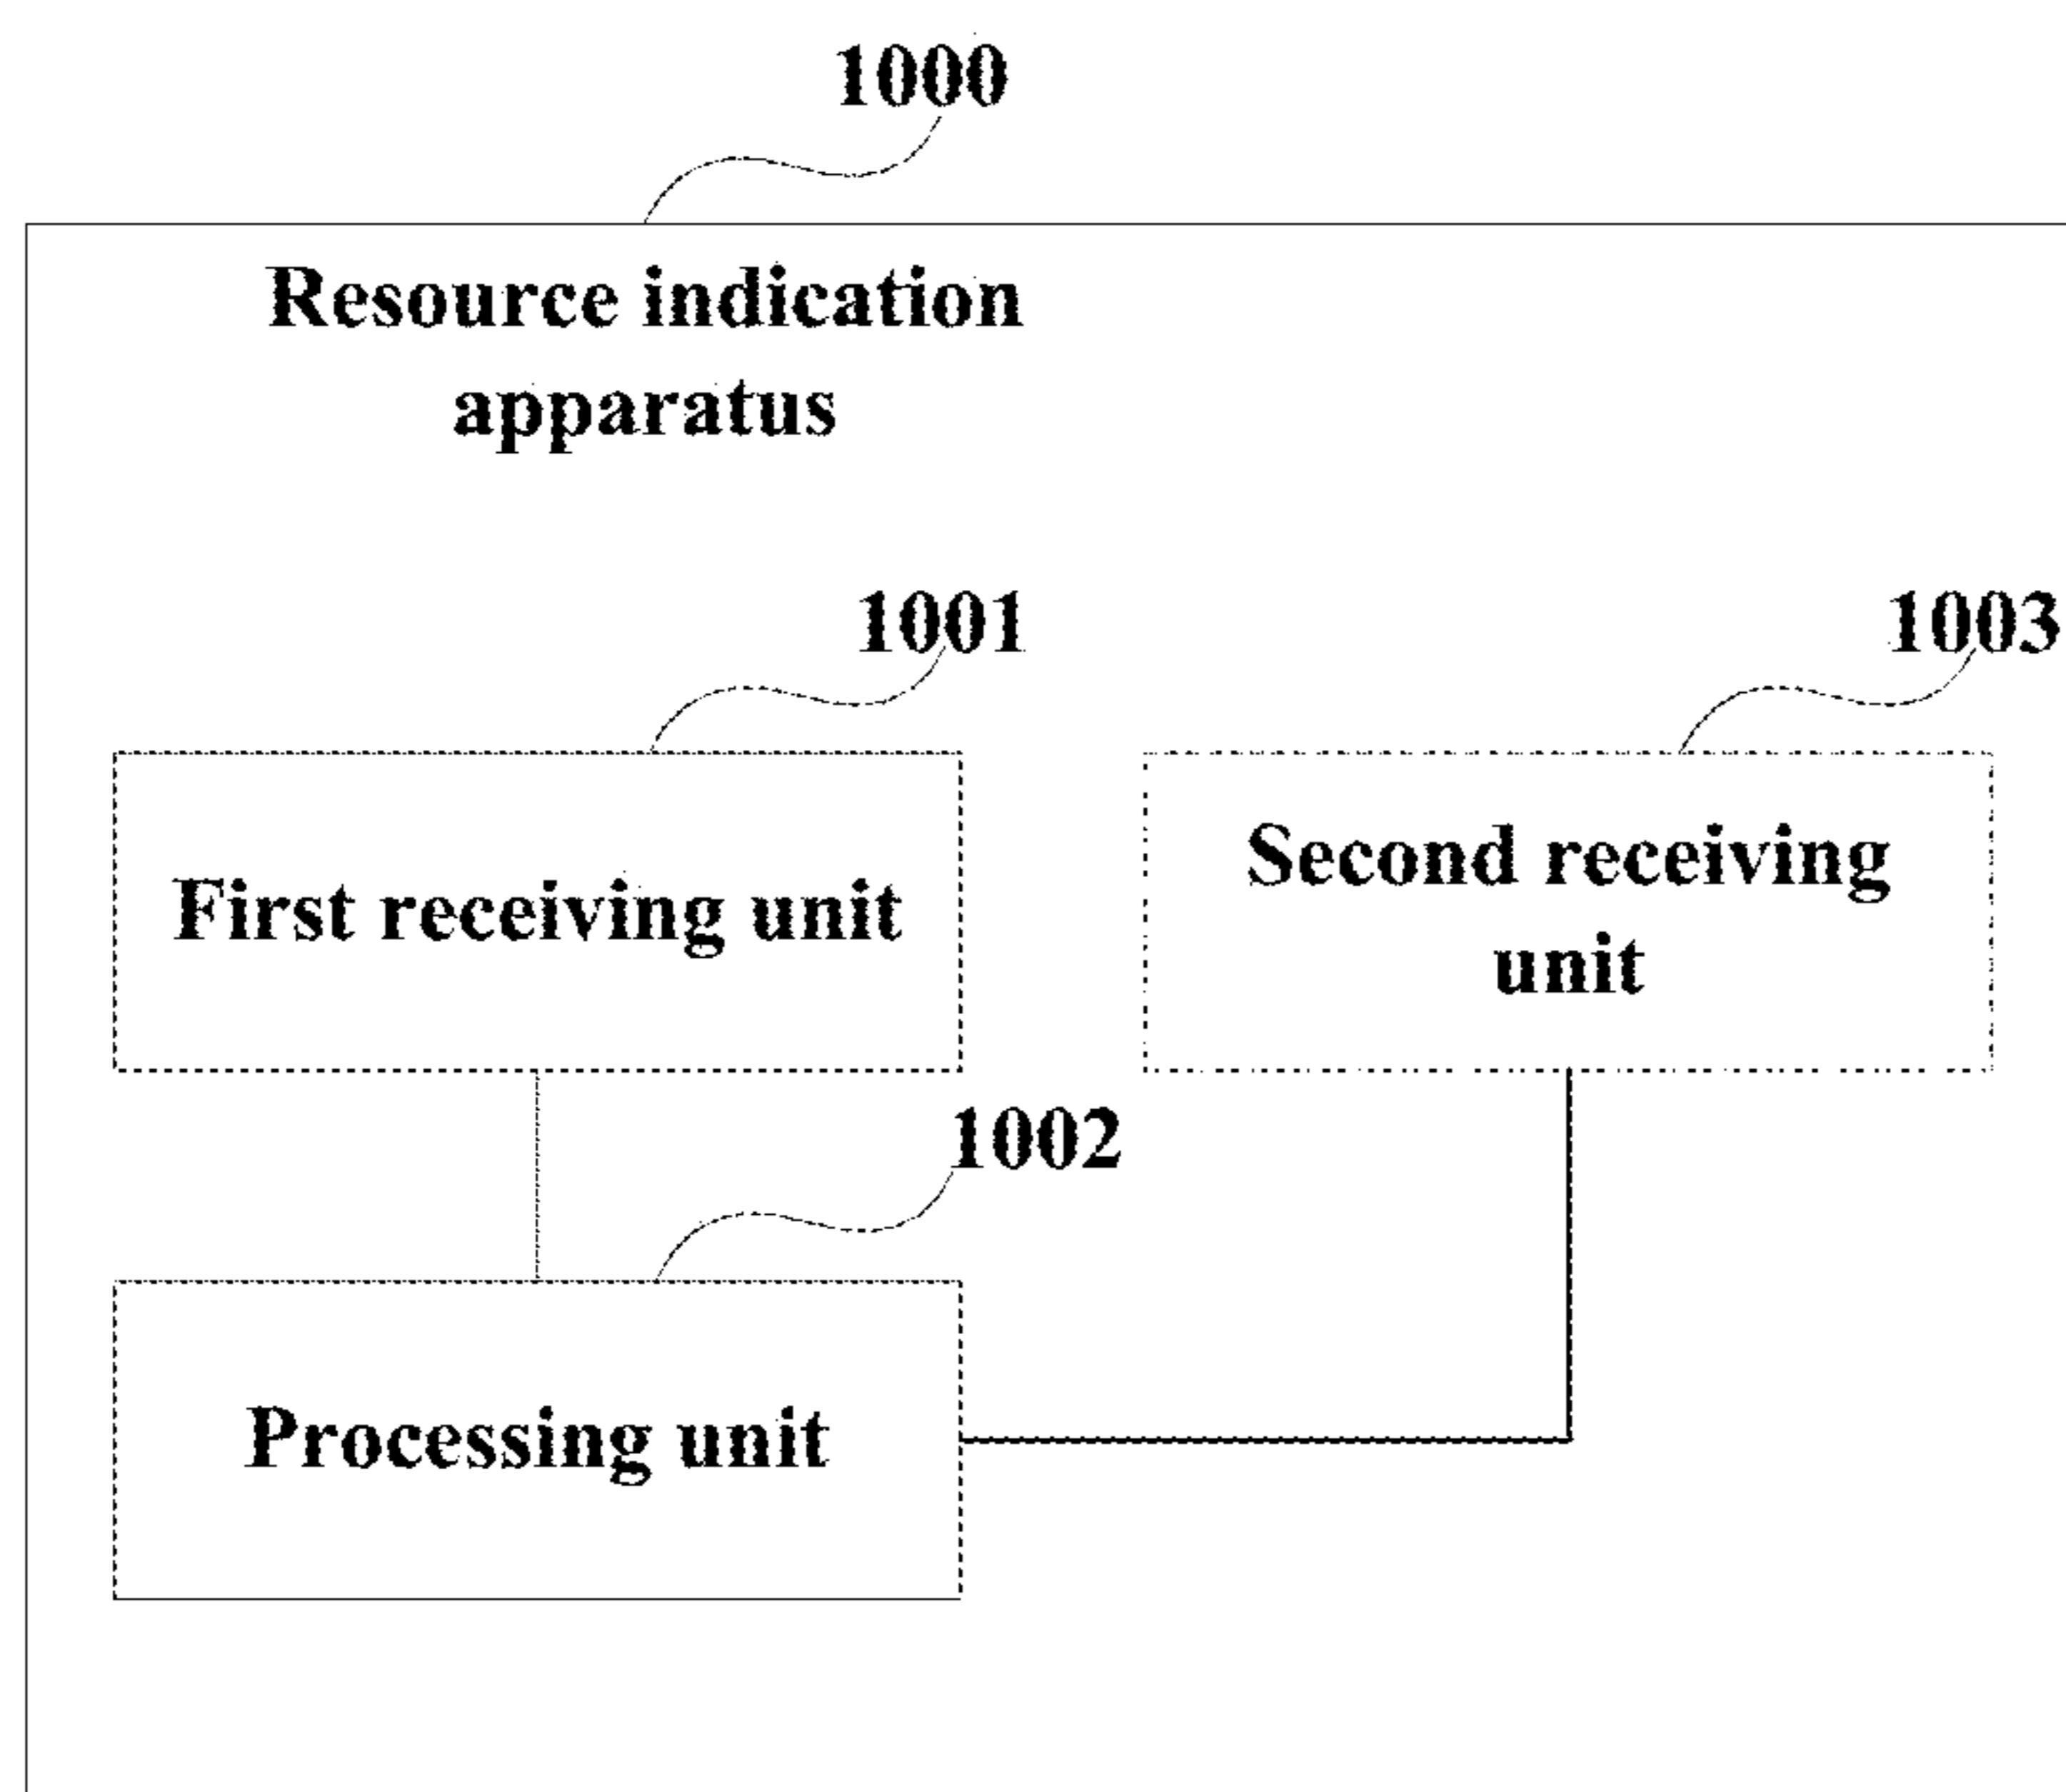 1000
Resource indication
apparatus
1001
1003
First receiving unit
Second receiving
unit
1002
Processing unit